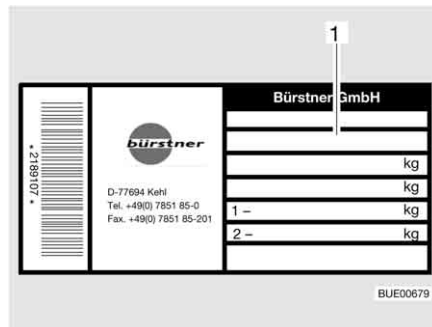 1
Bürstner GmbH
* 2189107 *
bürstner
D-77694 Kehl
Tel. +49(0) 7851 85-0
Fax. +49(0) 7851 85-201
kg
kg
1 – kg
2 – kg
BUE00679